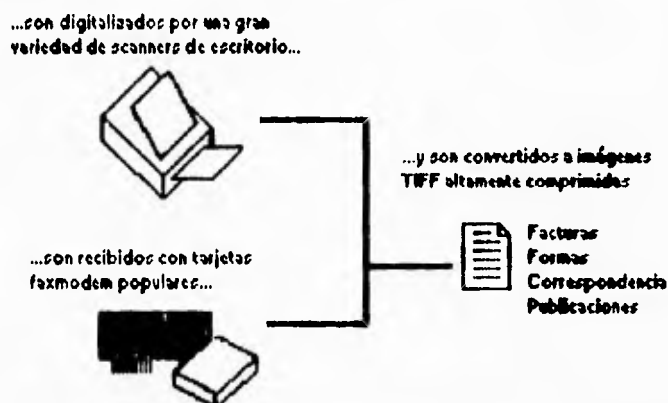 ...son digitalizados por una gran
variedad de scanners de escritorio...
...y son convertidos a imágenes
TIFF altamente comprimidas
...son recibidos con tarjetas
faxmodem populares...
Facturas
Formas
Correspondencia
Publicaciones